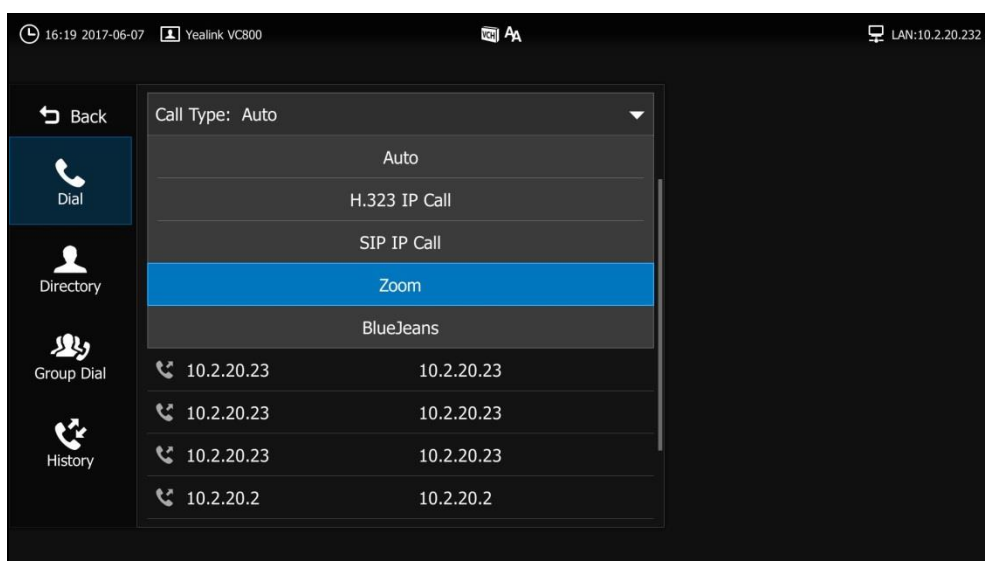 16:19 2017-06-07 Yealink VC800 VCH AA LAN:10.2.20.232
Back
Call Type: Auto
Auto
Dial
H.323 IP Call
SIP IP Call
Directory
Zoom
BlueJeans
Group Dial
10.2.20.23 10.2.20.23
10.2.20.23 10.2.20.23
History
10.2.20.23 10.2.20.23
10.2.20.2 10.2.20.2